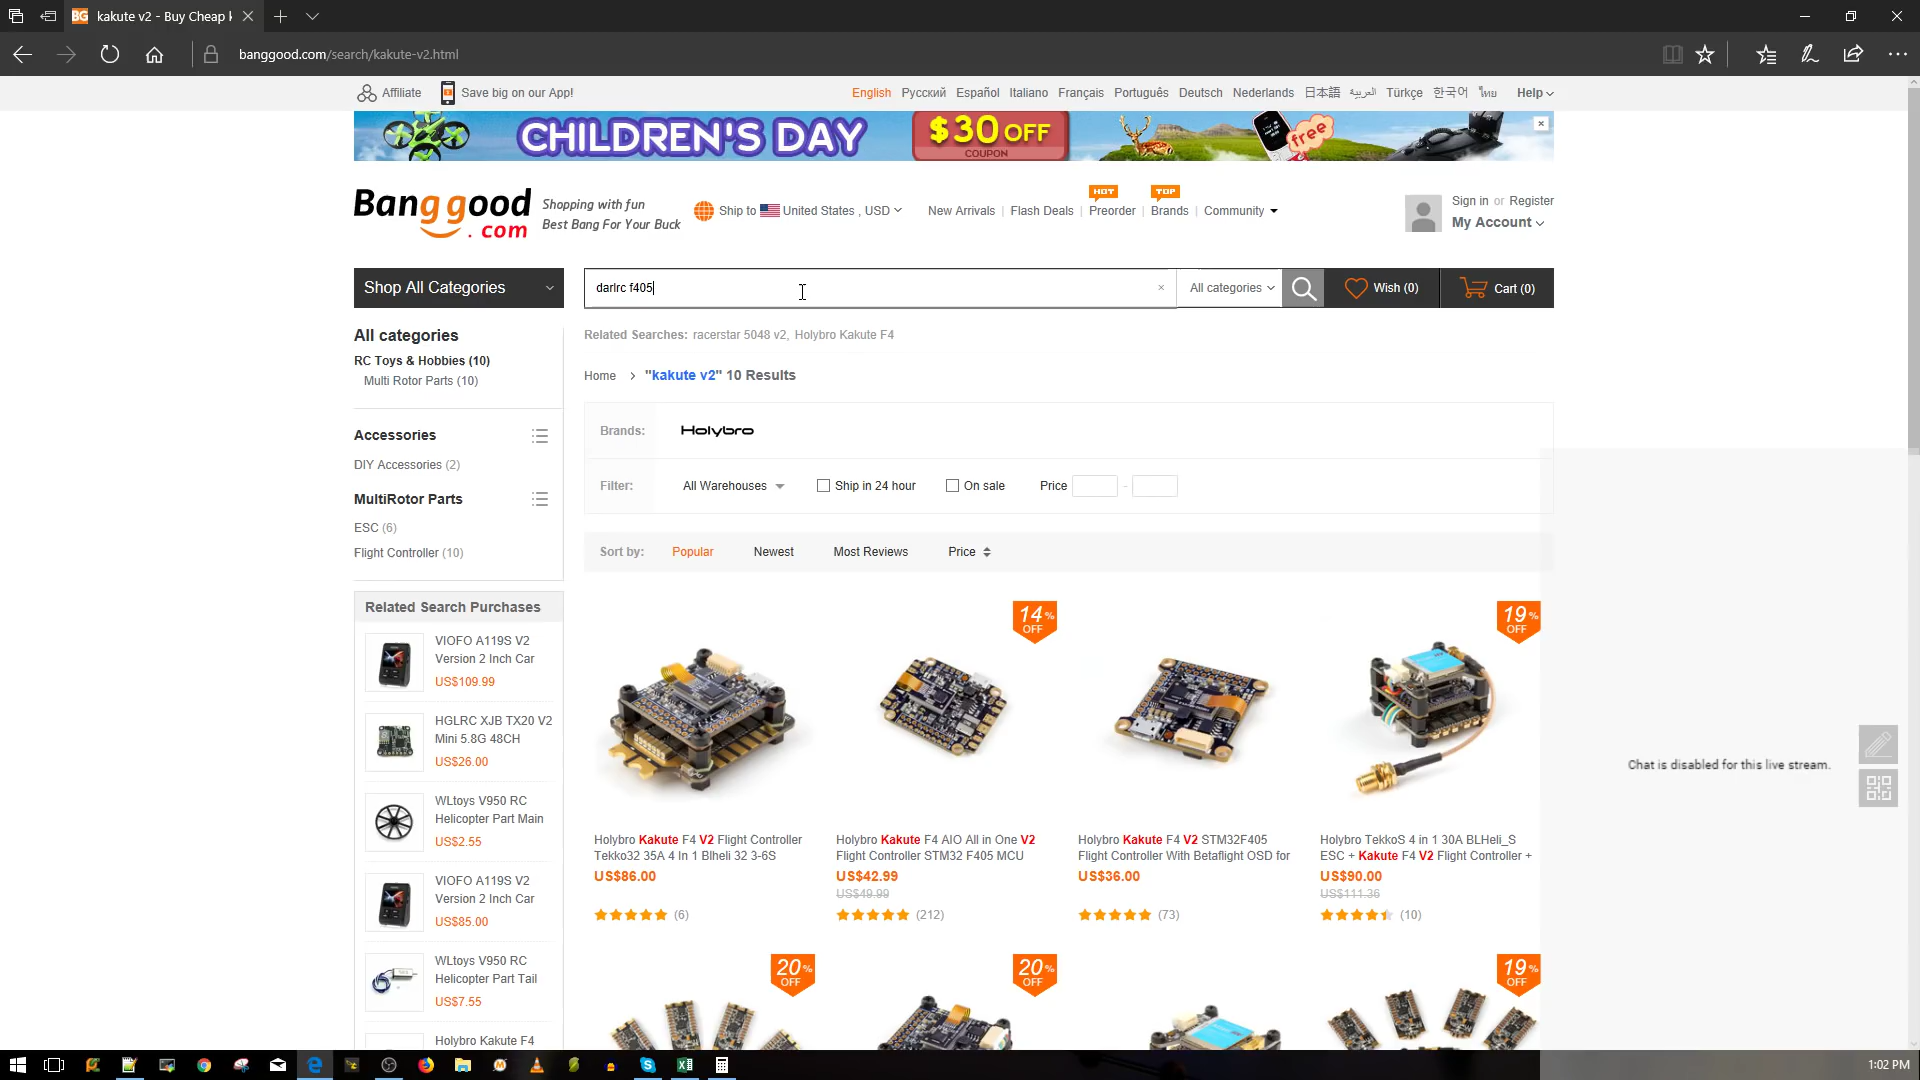 kakute v2 - Buy Cheap k
banggood.com/search/kakute-v2.html
Affiliate
Save big on our App!
English Русский Español Italiano Français Português Deutsch Nederlands 日本語 العربية Türkçe 한국어 ไทย Help
CHILDREN'S DAY
$30 OFF
COUPON
free
Banggood
.com
Shopping with fun
Best Bang For Your Buck
Ship to United States , USD
HOT
TOP
New Arrivals | Flash Deals | Preorder | Brands | Community
Sign in or Register
My Account
Shop All Categories
darlrc f405
×
All categories
Wish (0)
Cart (0)
Related Searches: racerstar 5048 v2, Holybro Kakute F4
Home > "kakute v2" 10 Results
All categories
RC Toys & Hobbies (10)
Multi Rotor Parts (10)
Accessories
DIY Accessories (2)
MultiRotor Parts
ESC (6)
Flight Controller (10)
Brands:
Holybro
Filter:
All Warehouses
Ship in 24 hour
On sale
Price
-
Sort by: Popular Newest Most Reviews Price
Related Search Purchases
VIOFO A119S V2
Version 2 Inch Car
US$109.99
HGLRC XJB TX20 V2
Mini 5.8G 48CH
US$26.00
WLtoys V950 RC
Helicopter Part Main
US$2.55
VIOFO A119S V2
Version 2 Inch Car
US$85.00
WLtoys V950 RC
Helicopter Part Tail
US$7.55
Holybro Kakute F4
14% OFF
19% OFF
Holybro Kakute F4 V2 Flight Controller
Tekko32 35A 4 In 1 Blheli 32 3-6S
US$86.00
(6)
Holybro Kakute F4 AIO All in One V2
Flight Controller STM32 F405 MCU
US$42.99
US$49.99
(212)
Holybro Kakute F4 V2 STM32F405
Flight Controller With Betaflight OSD for
US$36.00
(73)
Holybro TekkoS 4 in 1 30A BLHeli_S
ESC + Kakute F4 V2 Flight Controller +
US$90.00
US$111.36
(10)
20% OFF
20% OFF
19% OFF
Chat is disabled for this live stream.
1:02 PM